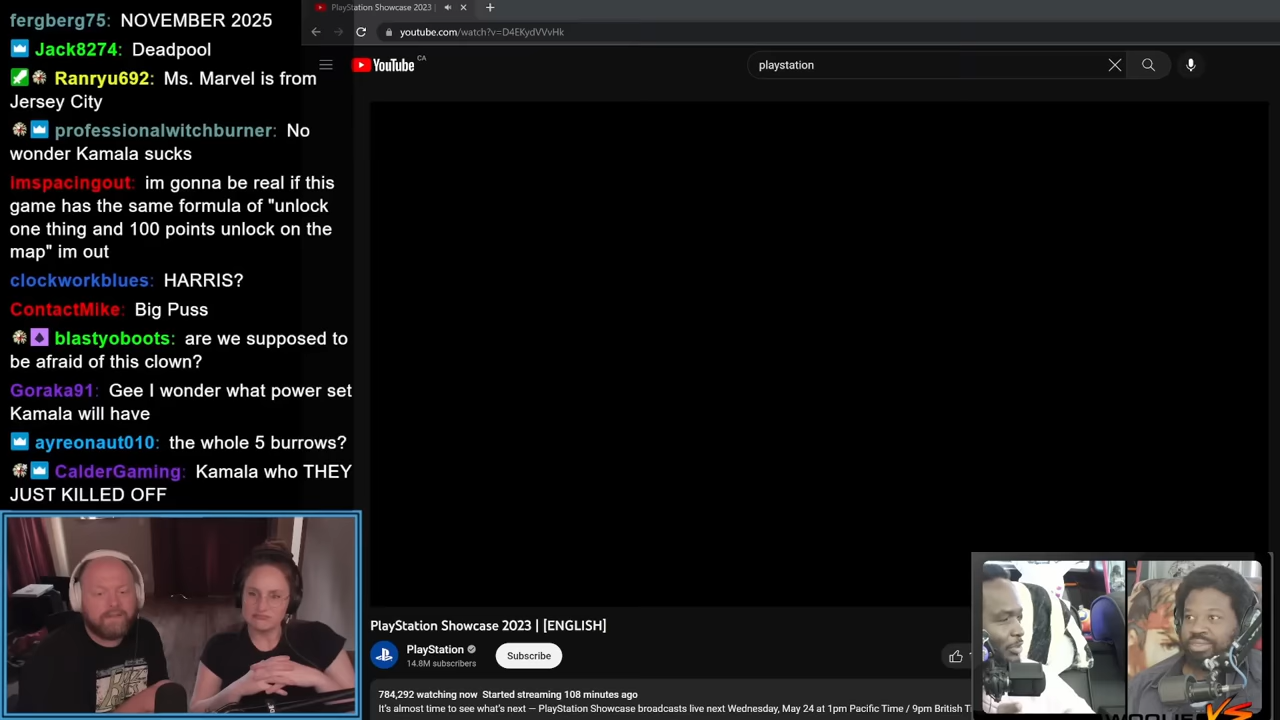 fergberg75: NOVEMBER 2025
Jack8274: Deadpool
Ranryu692: Ms. Marvel is from
Jersey City
professionalwitchburner: No
wonder Kamala sucks
imspacingout: im gonna be real if this
game has the same formula of "unlock
one thing and 100 points unlock on the
map" im out
clockworkblues: HARRIS?
ContactMike: Big Puss
blastyoboots: are we supposed to
be afraid of this clown?
Goraka91: Gee I wonder what power set
Kamala will have
ayreonaut010: the whole 5 burrows?
CalderGaming: Kamala who THEY
JUST KILLED OFF
PlayStation Showcase 2023 |
youtube.com/watch?v=D4EKydVVvHk
YouTube CA
playstation
PlayStation Showcase 2023 | [ENGLISH]
PlayStation
14.8M subscribers
Subscribe
784,292 watching now Started streaming 108 minutes ago
It's almost time to see what's next — PlayStation Showcase broadcasts live next Wednesday, May 24 at 1pm Pacific Time / 9pm British T
VS